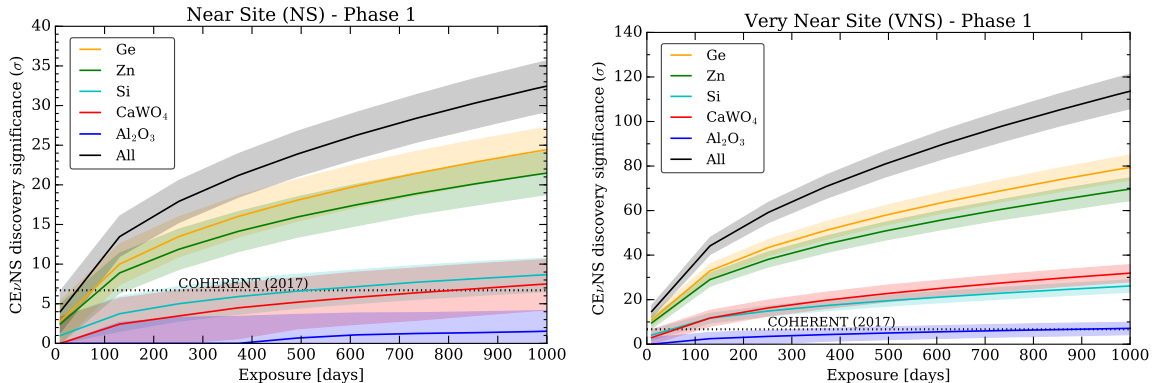 Near Site (NS) - Phase 1
CEνNS discovery significance (σ)
40
35
30
25
20
15
10
5
0
Ge
Zn
Si
CaWO₄
Al₂O₃
All
COHERENT (2017)
0 100 200 300 400 500 600 700 800 900 1000
Exposure [days]
Very Near Site (VNS) - Phase 1
CEνNS discovery significance (σ)
140
120
100
80
60
40
20
0
Ge
Zn
Si
CaWO₄
Al₂O₃
All
COHERENT (2017)
0 100 200 300 400 500 600 700 800 900 1000
Exposure [days]